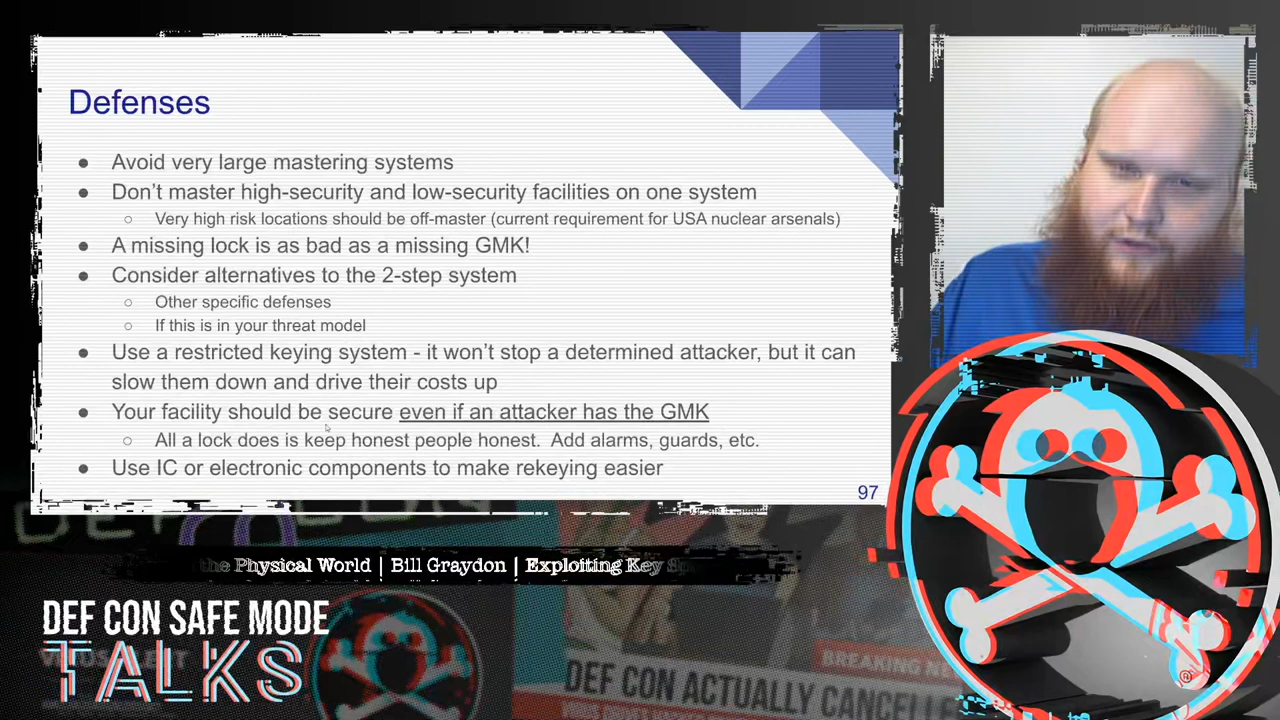 Defenses
● Avoid very large mastering systems
● Don't master high-security and low-security facilities on one system
○ Very high risk locations should be off-master (current requirement for USA nuclear arsenals)
● A missing lock is as bad as a missing GMK!
● Consider alternatives to the 2-step system
○ Other specific defenses
○ If this is in your threat model
● Use a restricted keying system - it won't stop a determined attacker, but it can
slow them down and drive their costs up
● Your facility should be secure even if an attacker has the GMK
○ All a lock does is keep honest people honest. Add alarms, guards, etc.
● Use IC or electronic components to make rekeying easier
97
DEF CON
the Physical World | Bill Graydon | Exploiting Key
DEF CON SAFE MODE
TALKS
BREAKING
DEF CON ACTUALLY CANCELLE
®